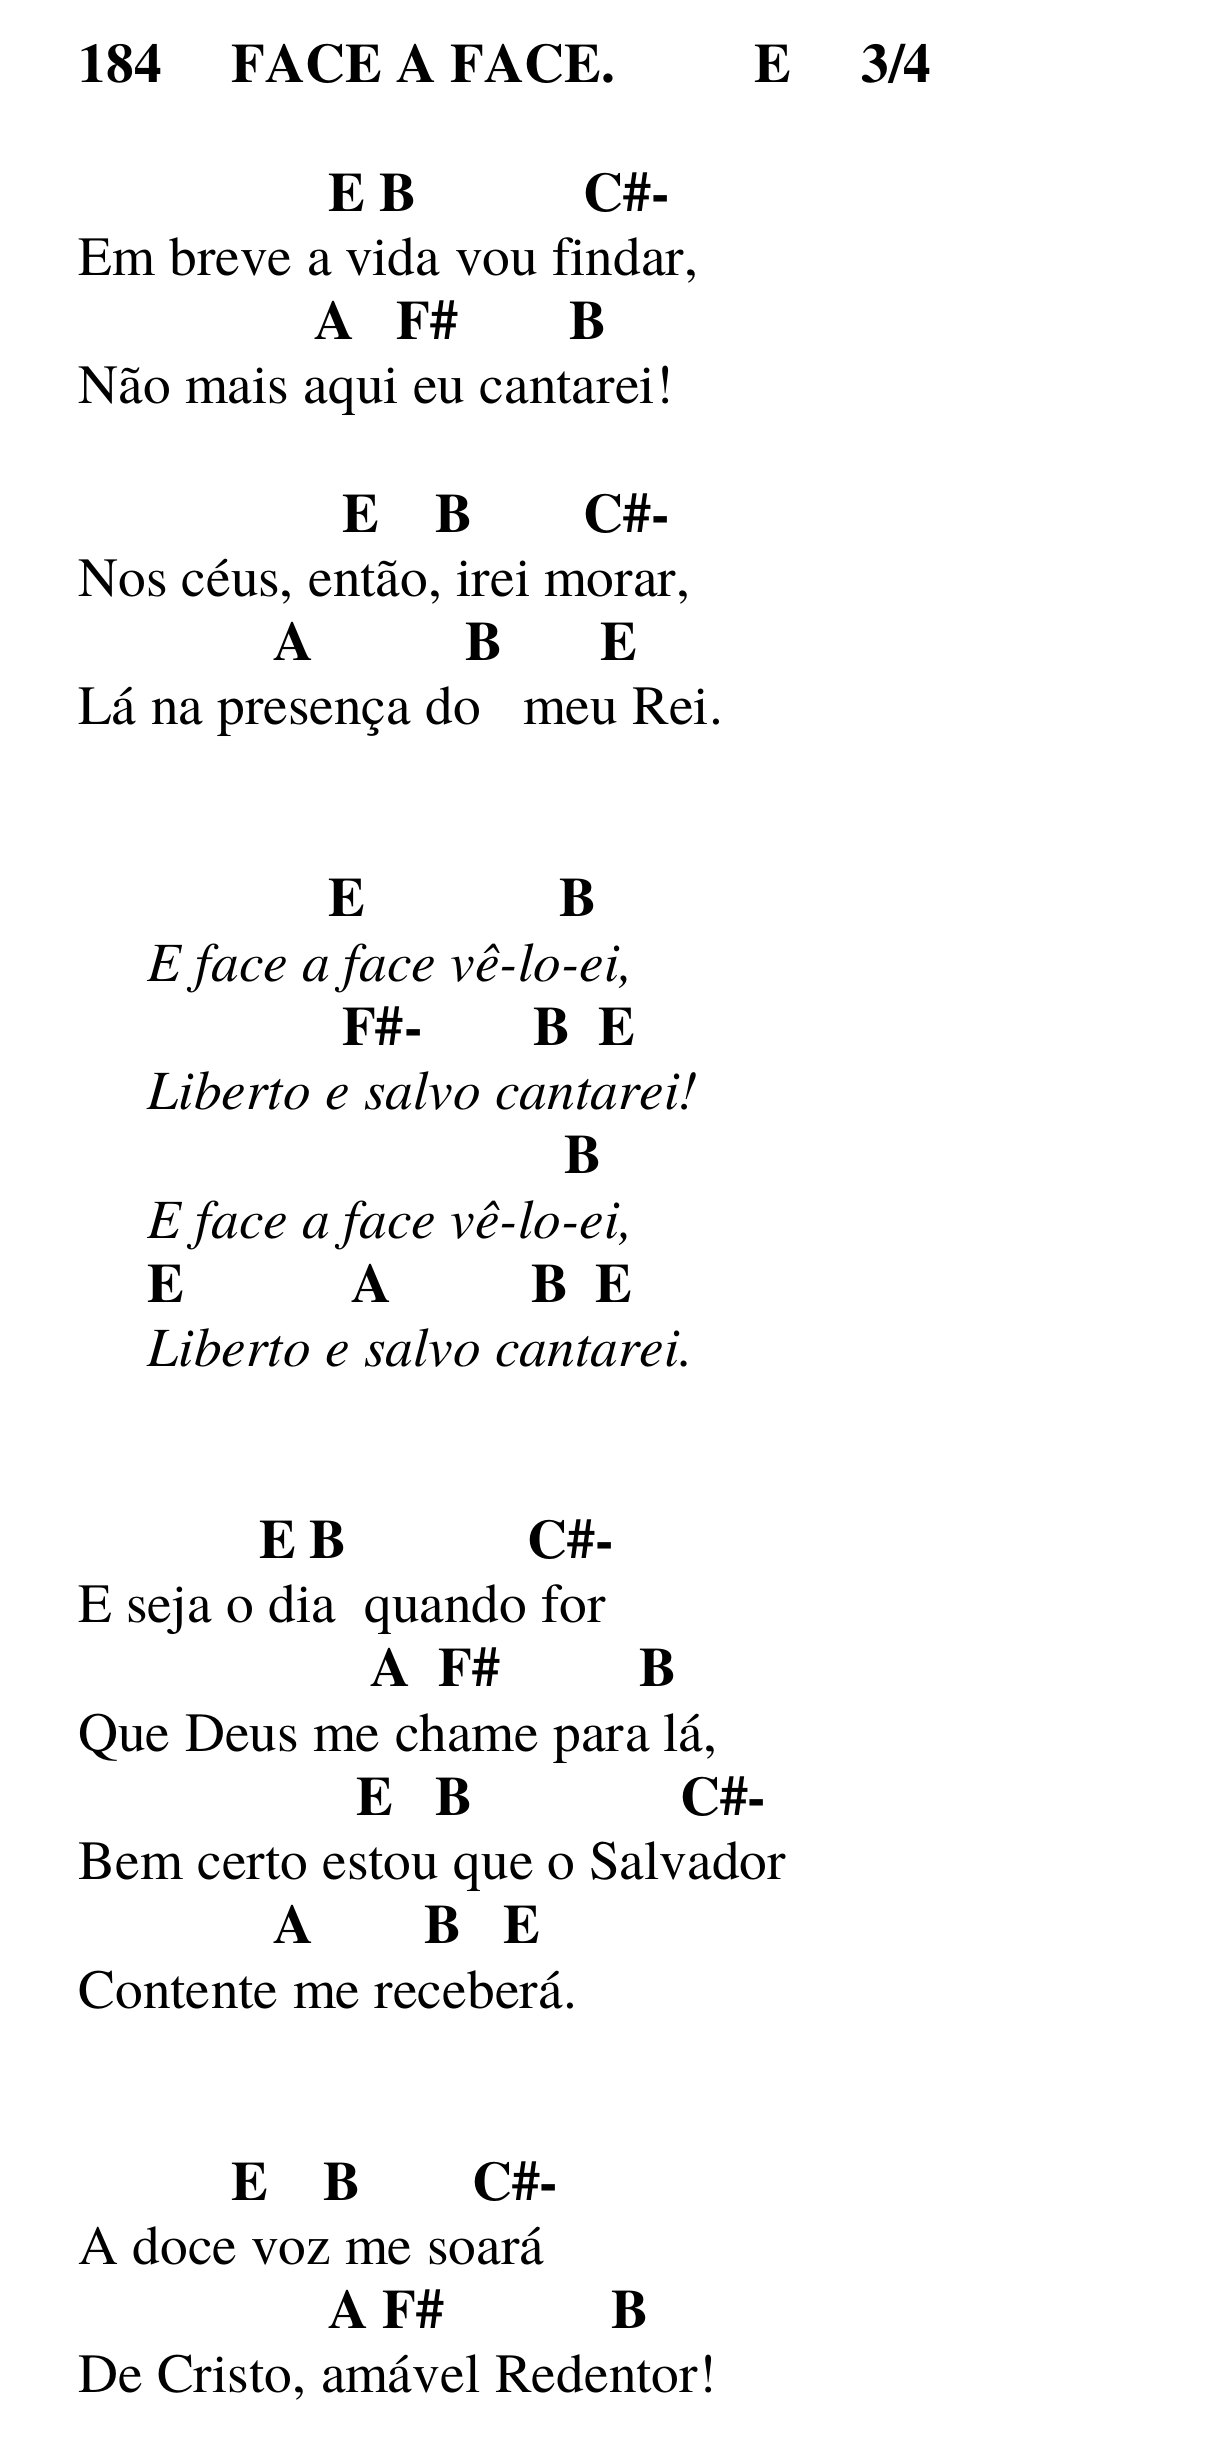 184 FACE A FACE. E 3/4
E B C#-
Em breve a vida vou findar,
A F# B
Não mais aqui eu cantarei!
E B C#-
Nos céus, então, irei morar,
A B E
Lá na presença do meu Rei.
E B
E face a face vê-lo-ei,
F#- B E
Liberto e salvo cantarei!
B
E face a face vê-lo-ei,
E A B E
Liberto e salvo cantarei.
E B C#-
E seja o dia quando for
A F# B
Que Deus me chame para lá,
E B C#-
Bem certo estou que o Salvador
A B E
Contente me receberá.
E B C#-
A doce voz me soará
A F# B
De Cristo, amável Redentor!